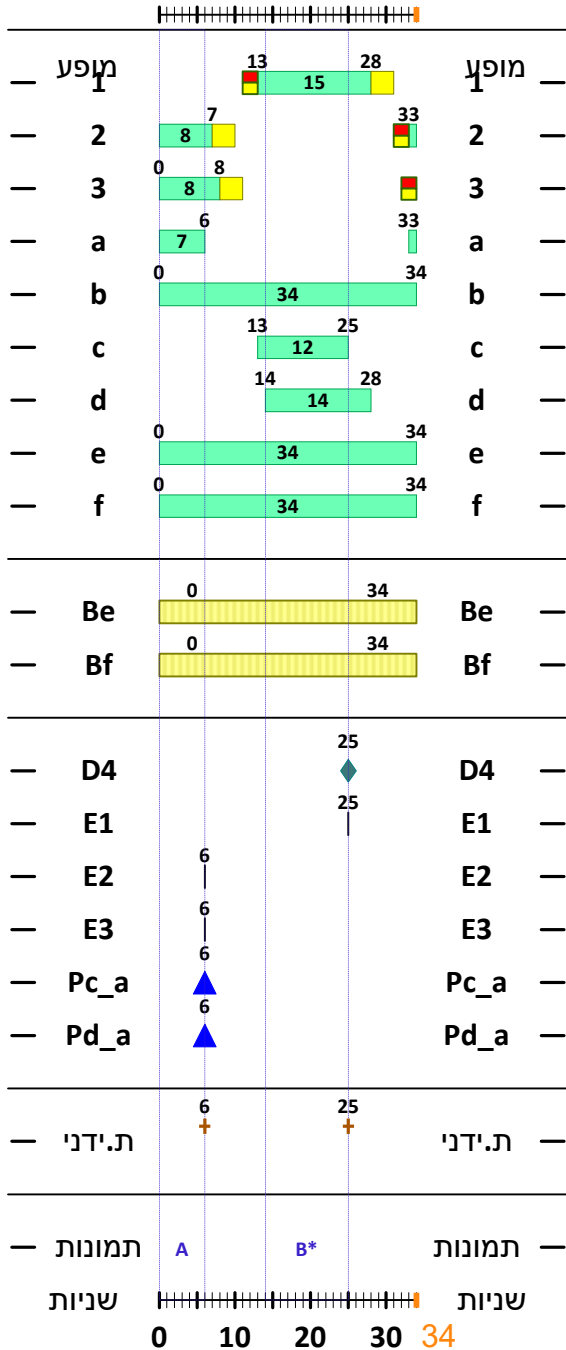 מופע מופע
13 28
1 15 1
7 33
2 8 2
0 8
3 8 3
6 33
a 7 a
0 34
b 34 b
13 25
c 12 c
14 28
d 14 d
0 34
e 34 e
0 34
f 34 f
0 34
Be Be
0 34
Bf Bf
25
D4 D4
25
E1 E1
6
E2 E2
6
E3 E3
6
Pc_a Pc_a
6
Pd_a Pd_a
6 25
ת.ידני ת.ידני
תמונות A B* תמונות
שניות שניות
0 10 20 30 34